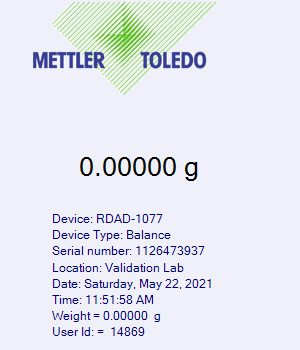 METTLER TOLEDO
0.00000 g
Device: RDAD-1077
Device Type: Balance
Serial number: 1126473937
Location: Validation Lab
Date: Saturday, May 22, 2021
Time: 11:51:58 AM
Weight = 0.00000  g
User Id: =  14869